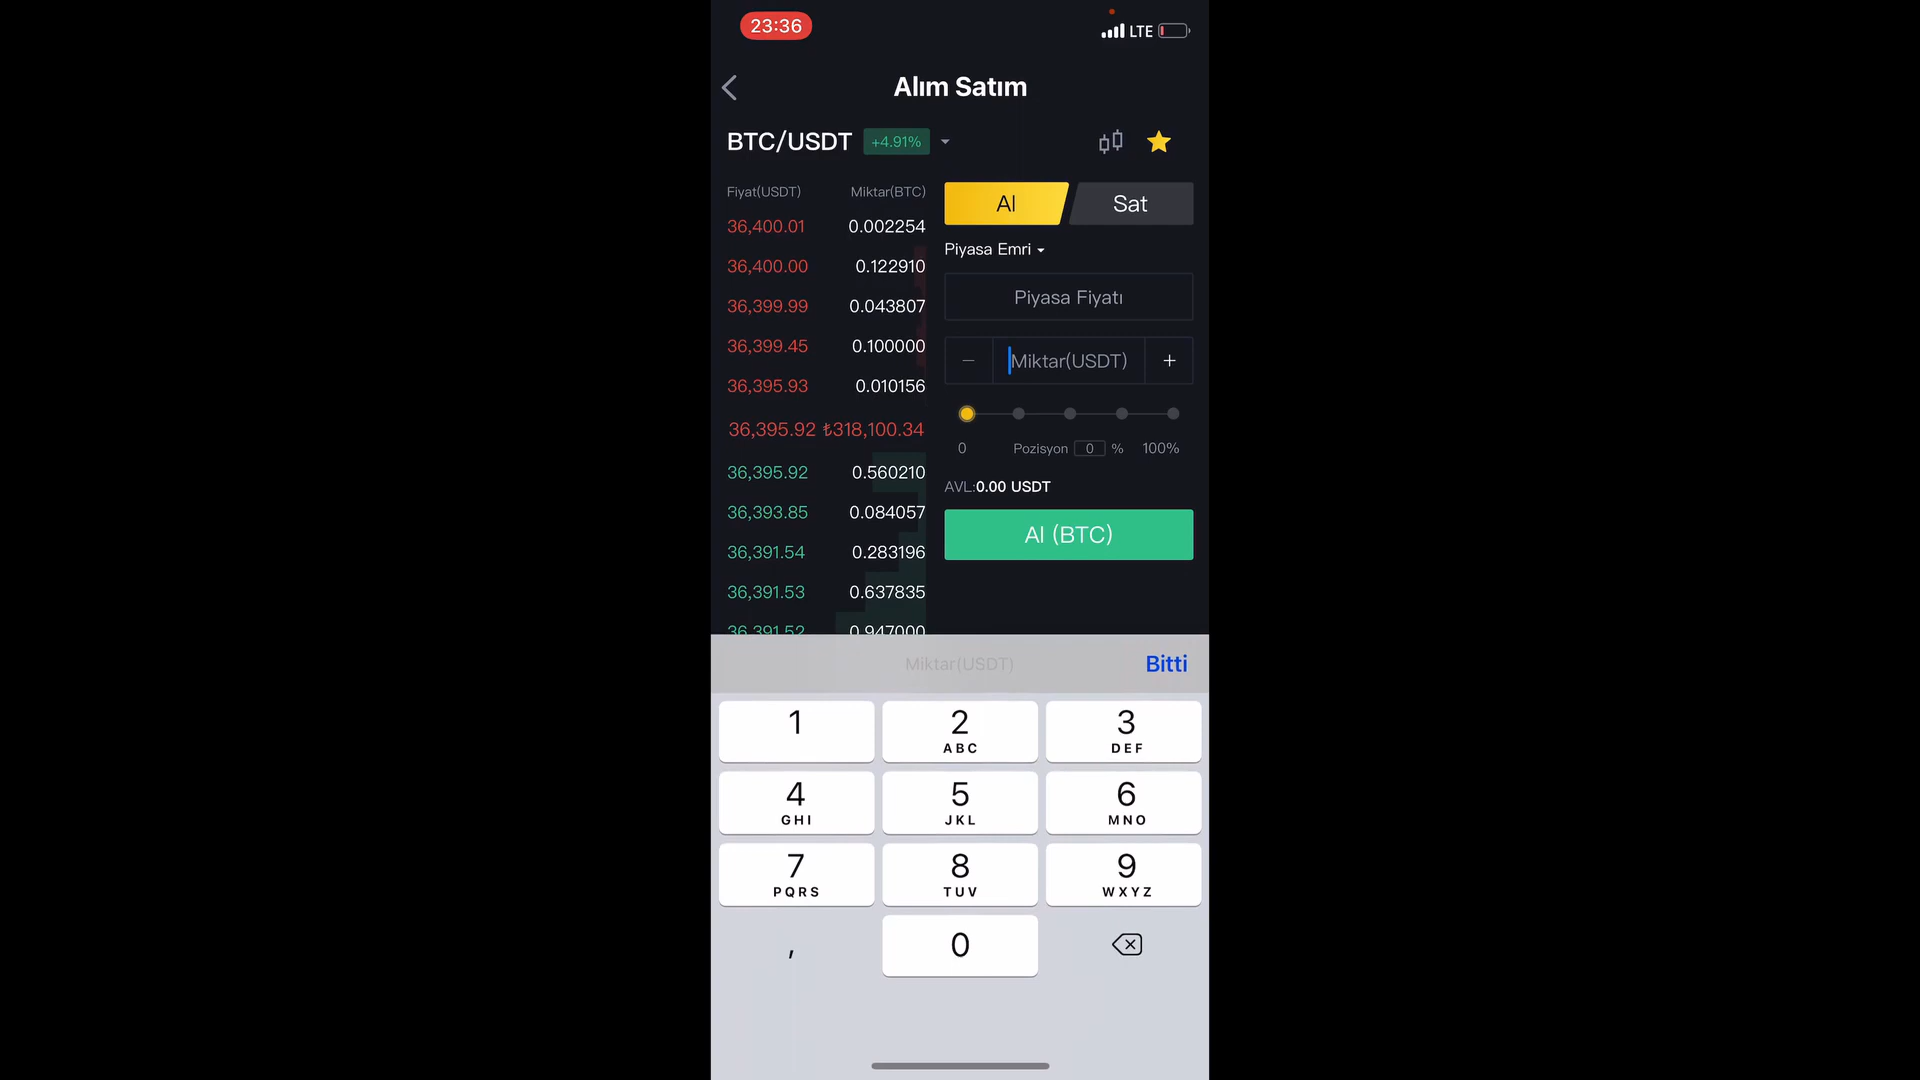 23:36
LTE
Alım Satım
BTC/USDT +4.91%
Fiyat(USDT) Miktar(BTC)
36,400.01 0.002254
36,400.00 0.122910
36,399.99 0.043807
36,399.45 0.100000
36,395.93 0.010156
36,395.92 ₺318,100.34
36,395.92 0.560210
36,393.85 0.084057
36,391.54 0.283196
36,391.53 0.637835
36,391.52 0.947000
Al Sat
Piyasa Emri
Piyasa Fiyatı
− Miktar(USDT) +
0 Pozisyon 0 % 100%
AVL:0.00 USDT
Al (BTC)
Miktar(USDT) Bitti
1 2 3
ABC DEF
4 5 6
GHI JKL MNO
7 8 9
PQRS TUV WXYZ
, 0